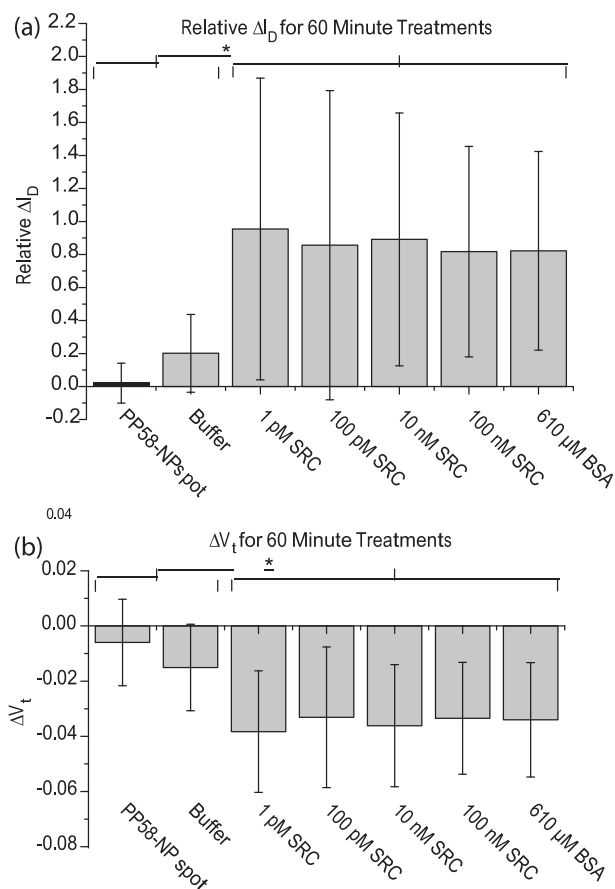 (a)
Relative ΔI_D for 60 Minute Treatments
*
2.2
2.0
1.8
1.6
1.4
1.2
1.0
0.8
0.6
0.4
0.2
0.0
-0.2
Relative ΔI_D
PP58-NPspot
Buffer
1 pM SRC
100 pM SRC
10 nM SRC
100 nM SRC
610 µM BSA
0.04
(b)
ΔV_t for 60 Minute Treatments
*
0.02
0.00
-0.02
-0.04
-0.06
-0.08
ΔV_t
PP58-NP spot
Buffer
1 pM SRC
100 pM SRC
10 nM SRC
100 nM SRC
610 µM BSA